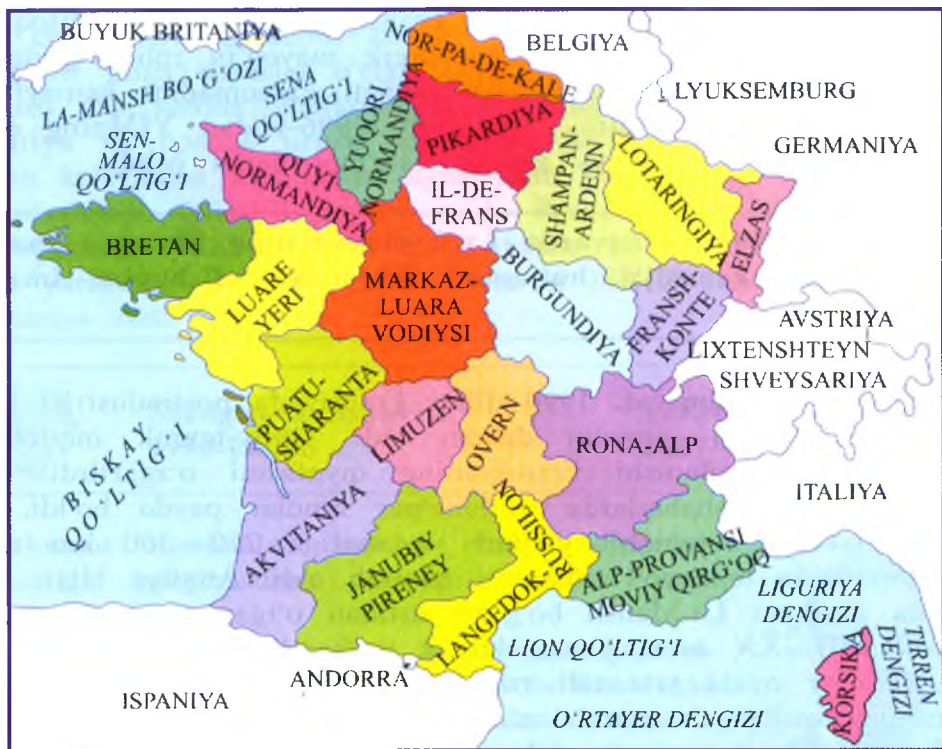 BUYUK BRITANIYA
NOR-PA-DE-KALE
BELGIYA
LA-MANSH BO‘G‘OZI
SENA
QO‘LTIG‘I
YUQORI
NORMANDIYA
PIKARDIYA
LYUKSEMBURG
GERMANIYA
SEN-
MALO
QO‘LTIG‘I
QUYI
NORMANDIYA
IL-DE-
FRANS
SHAMPAN-
ARDENN
LOTARINGIYA
ELZAS
BRETAN
LUARE
YERI
MARKAZ-
LUARA
VODIYSI
BURGUNDIYA
FRANSH-
KONTE
AVSTRIYA
LIXTENSHTEYN
SHVEYSARIYA
PUATU-
SHARANTA
LIMUZEN
OVERN
RONA-ALP
BISKAY
QO‘LTIG‘I
ITALIYA
AKVITANIYA
JANUBIY
PIRENEY
LANGEDOK-
RUSSILON
ALP-PROVANSI
MOVIY QIRG‘OQ
LIGURIYA
DENGIZI
LION QO‘LTIG‘I
ANDORRA
ISPANIYA
O‘RTAYER DENGIZI
KORSIKA
TIRREN
DENGIZI